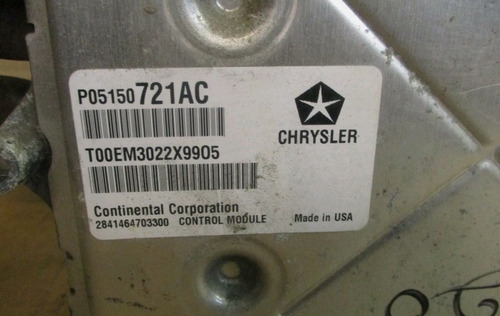 P05150721AC
CHRYSLER
T00EM3022X9905
Continental Corporation
2841464703300 CONTROL MODULE Made in USA